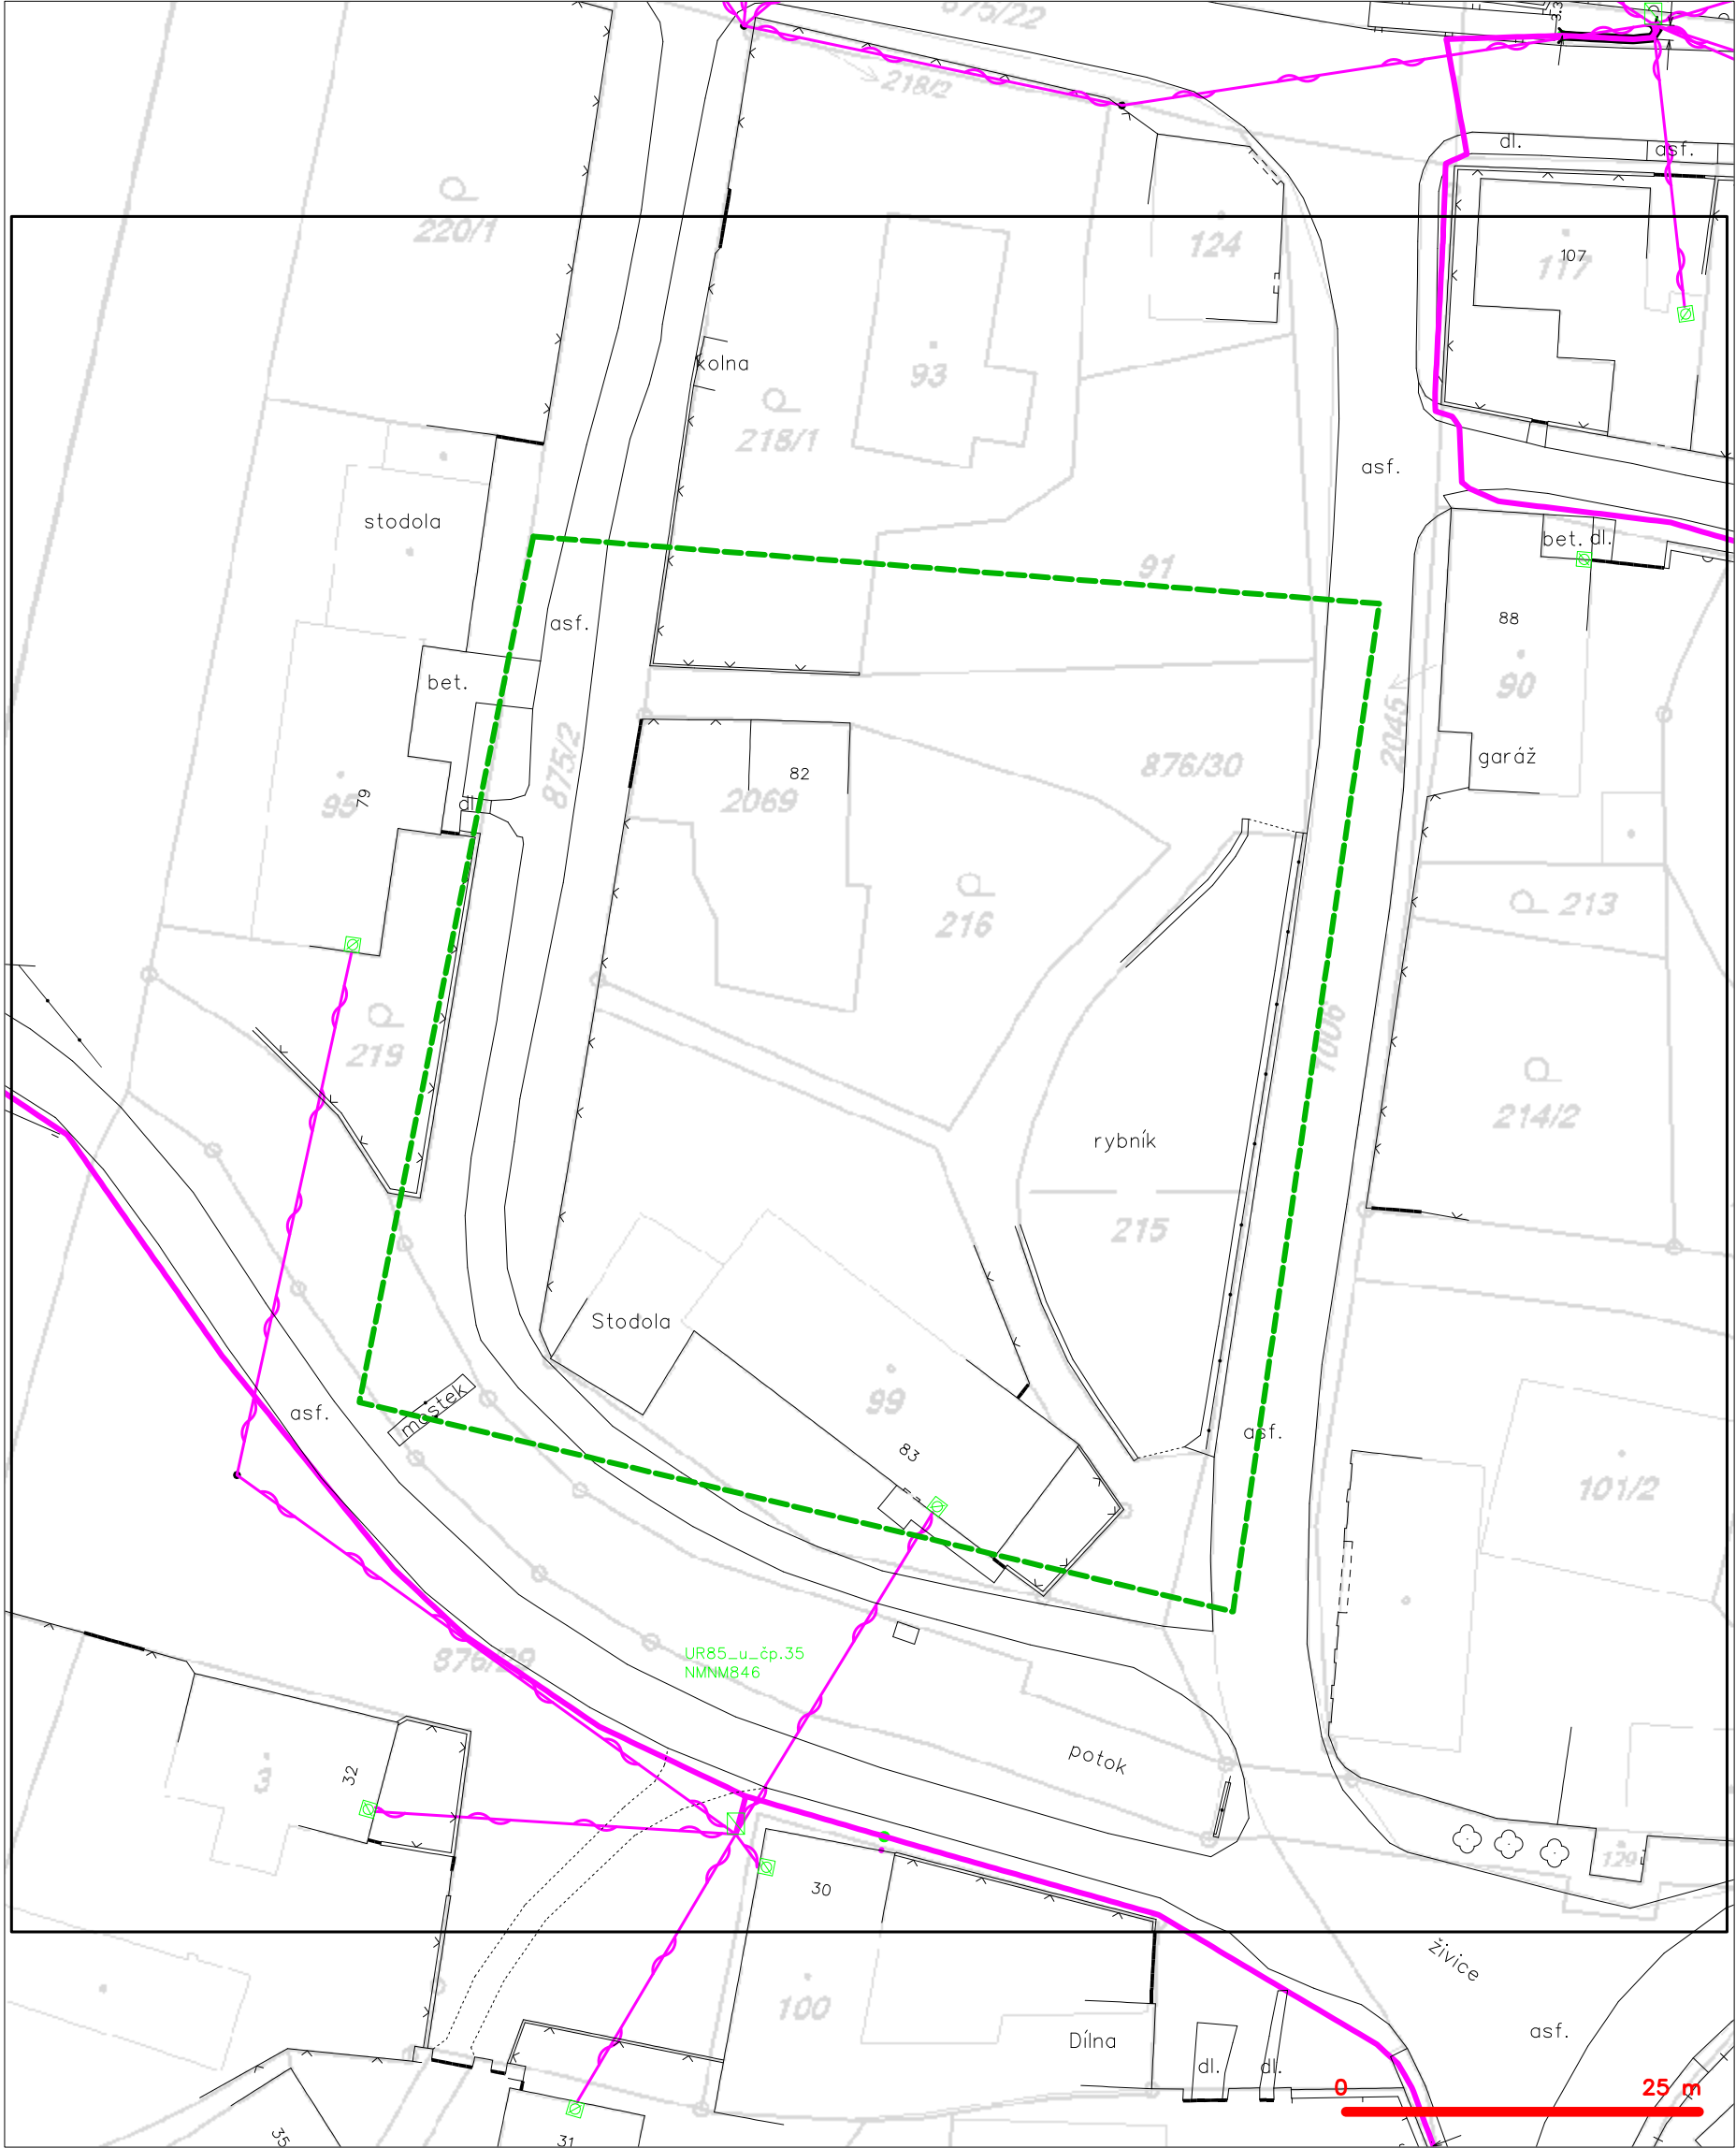 875/22
3.3
218/2
dl.
asf.
220/1
124
107
117
kolna
93
218/1
asf.
stodola
bet. dl.
91
asf.
88
bet.
90
2045
875/2
876/30
garáž
82
2069
79
95
dl.
213
216
219
1006
214/2
rybník
215
Stodola
99
mostek
asf.
83
asf.
101/2
UR85_u_čp.35
NMNM846
876/29
potok
32
3
129
30
živice
100
Dílna
asf.
dl.
dl.
0
25 m
35
31